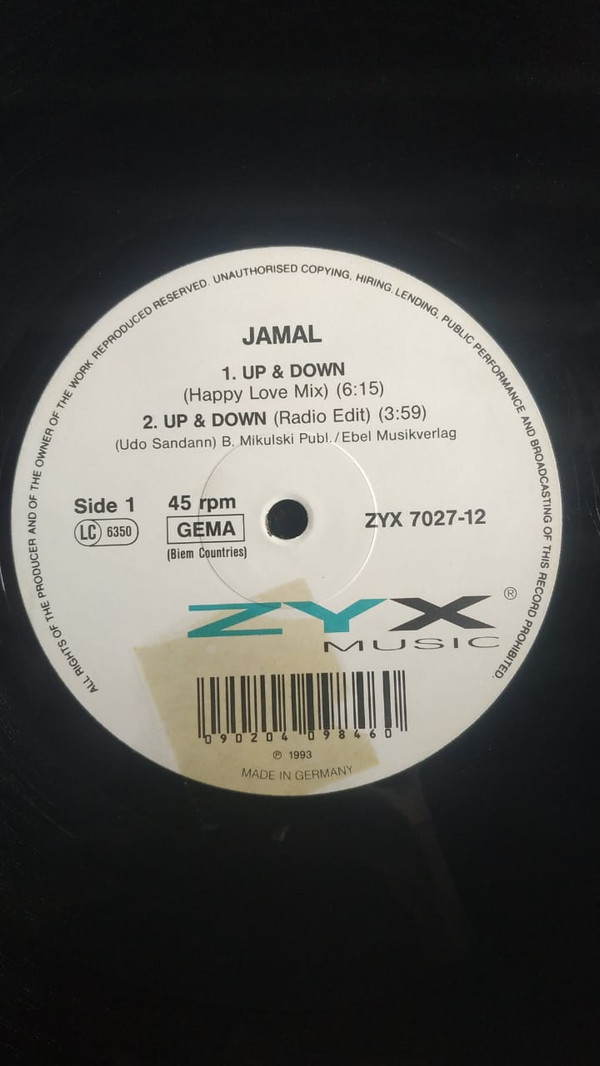 ALL RIGHTS OF THE PRODUCER AND OF THE OWNER OF THE WORK REPRODUCED RESERVED. UNAUTHORISED COPYING, HIRING, LENDING, PUBLIC PERFORMANCE AND BROADCASTING OF THIS RECORD PROHIBITED.
JAMAL
1. UP & DOWN
(Happy Love Mix) (6:15)
2. UP & DOWN (Radio Edit) (3:59)
(Udo Sandann) B. Mikulski Publ./Ebel Musikverlag
Side 1 45 rpm
LC 6350 GEMA ZYX 7027-12
(Biem Countries)
ZYX ®
MUSIC
090204 098460
℗ 1993
MADE IN GERMANY